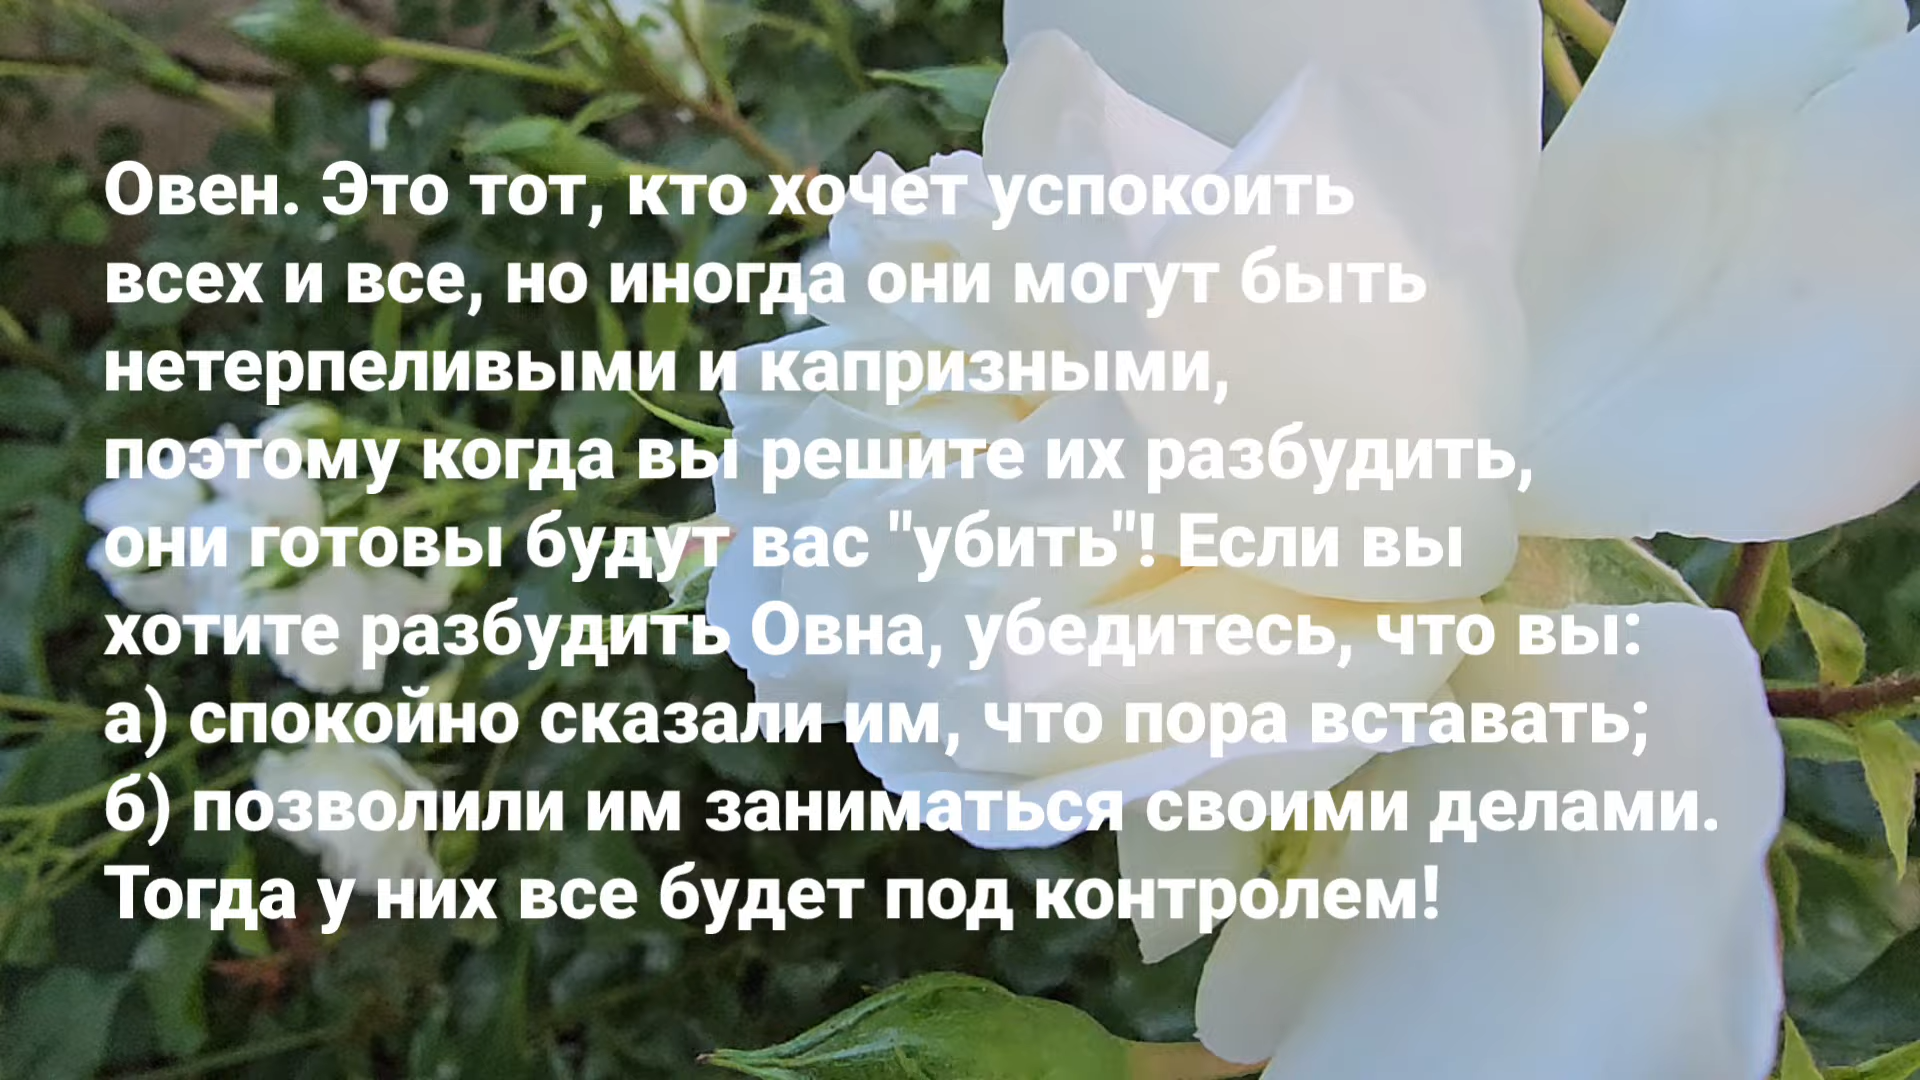 Овен. Это тот, кто хочет успокоить
всех и все, но иногда они могут быть
нетерпеливыми и капризными,
поэтому когда вы решите их разбудить,
они готовы будут вас "убить"! Если вы
хотите разбудить Овна, убедитесь, что вы:
а) спокойно сказали им, что пора вставать;
б) позволили им заниматься своими делами.
Тогда у них все будет под контролем!